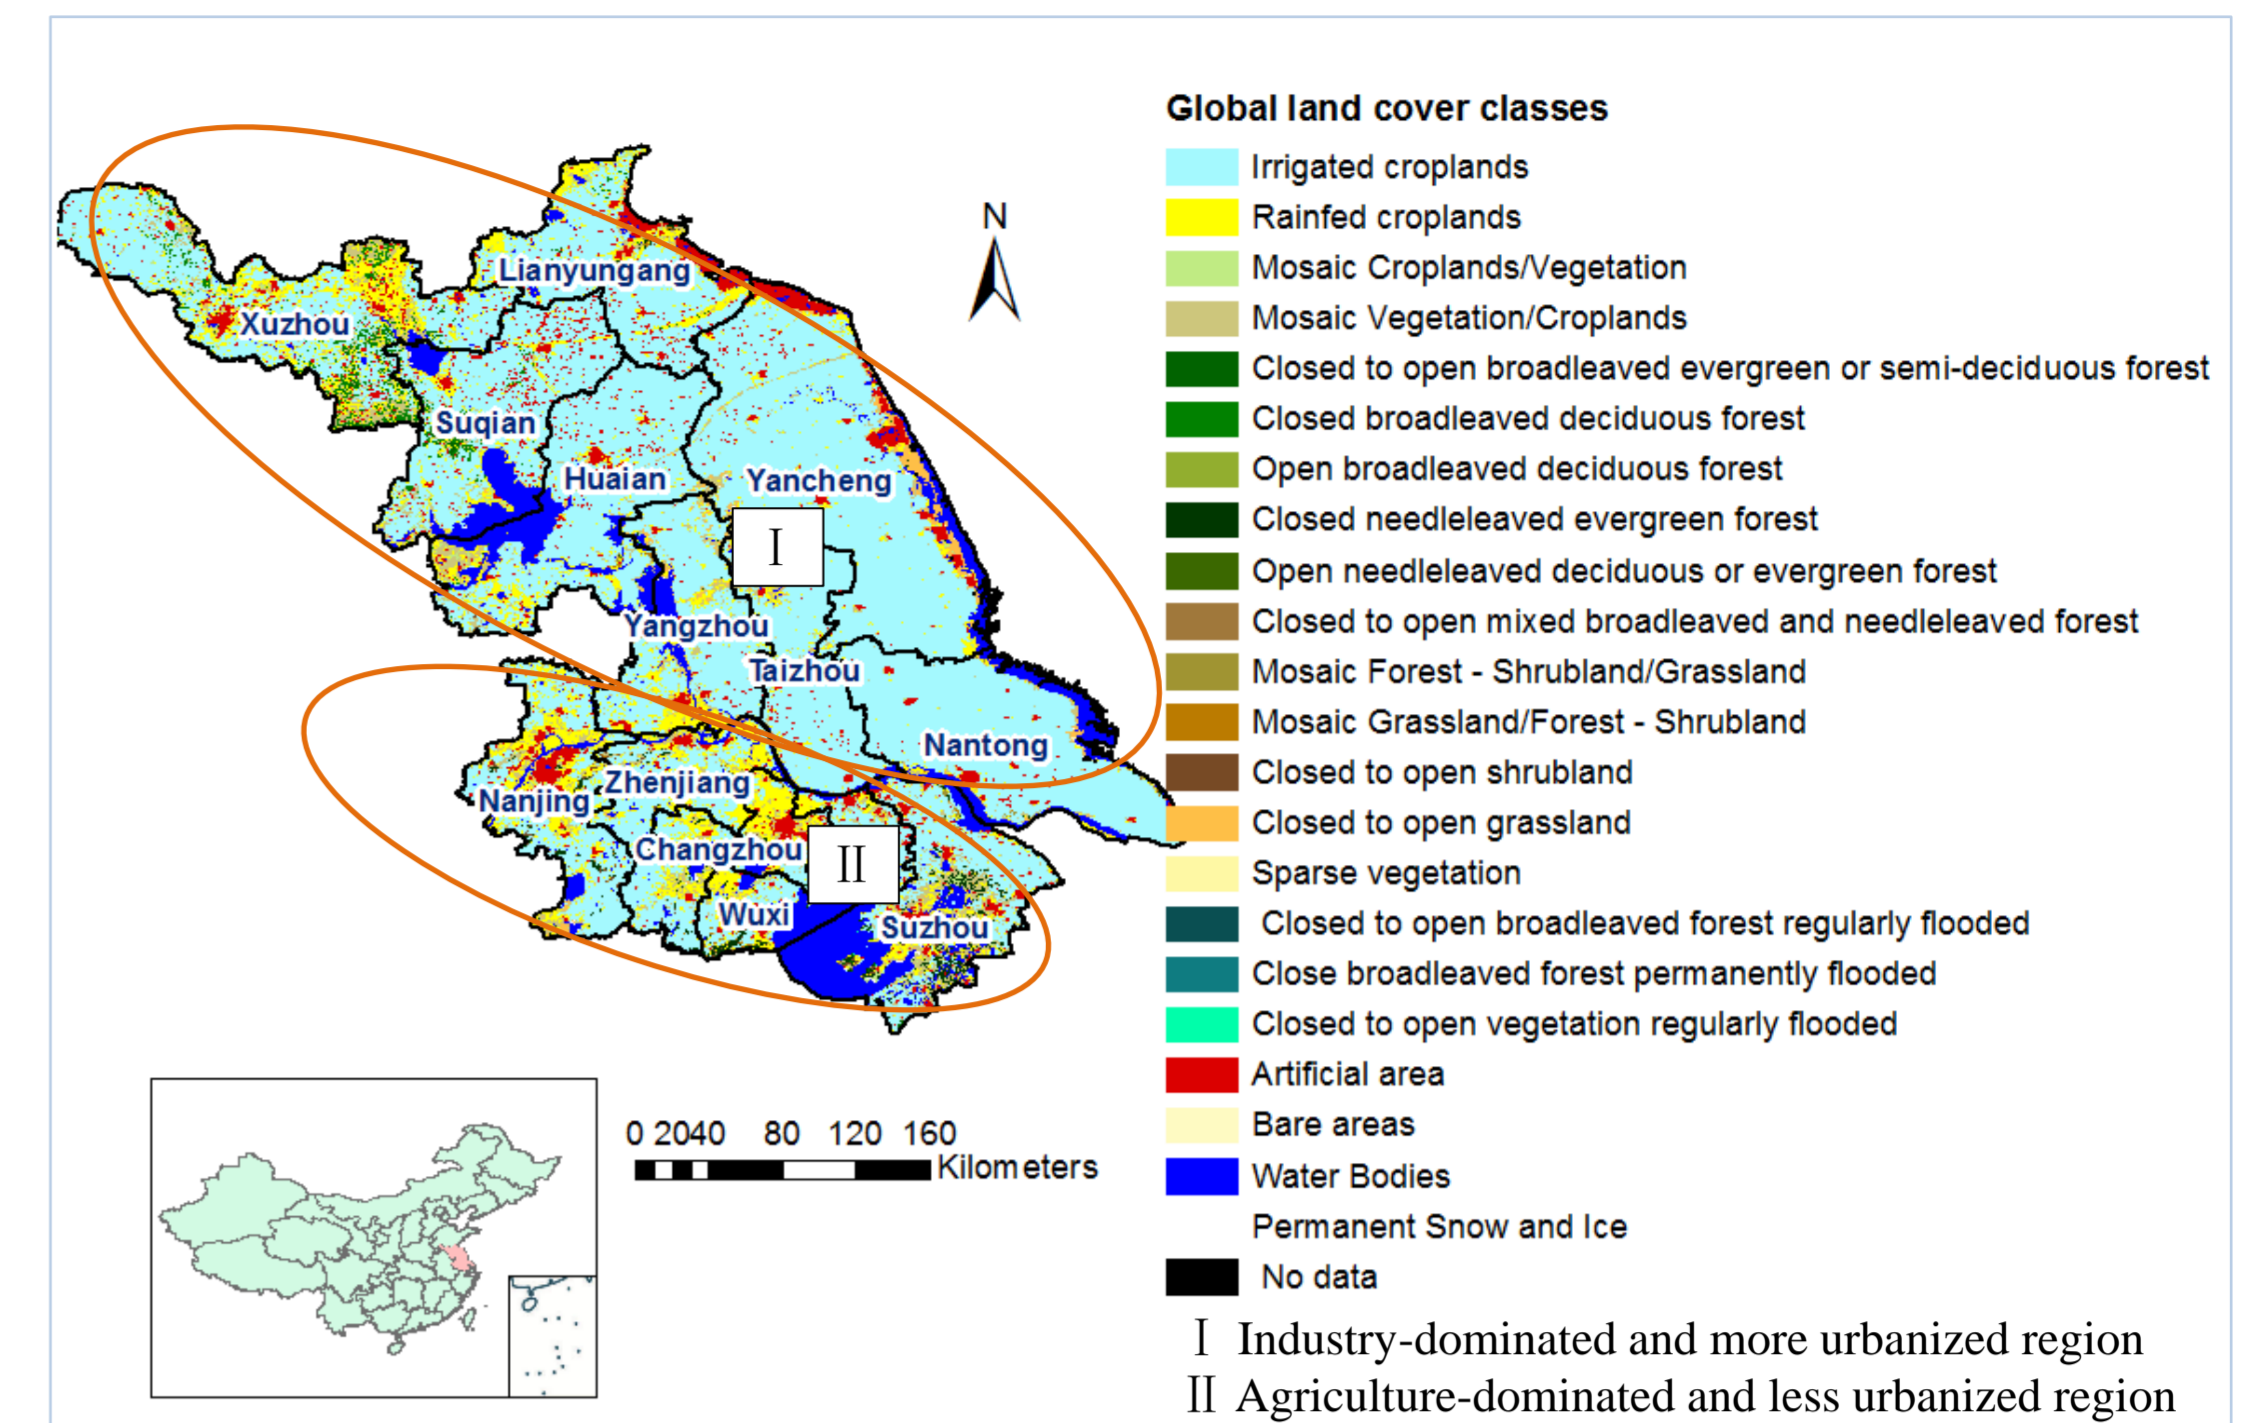 Global land cover classes
Irrigated croplands
Rainfed croplands
Mosaic Croplands/Vegetation
Mosaic Vegetation/Croplands
Closed to open broadleaved evergreen or semi-deciduous forest
Closed broadleaved deciduous forest
Open broadleaved deciduous forest
Closed needleleaved evergreen forest
Open needleleaved deciduous or evergreen forest
Closed to open mixed broadleaved and needleleaved forest
Mosaic Forest - Shrubland/Grassland
Mosaic Grassland/Forest - Shrubland
Closed to open shrubland
Closed to open grassland
Sparse vegetation
Closed to open broadleaved forest regularly flooded
Close broadleaved forest permanently flooded
Closed to open vegetation regularly flooded
Artificial area
Bare areas
Water Bodies
Permanent Snow and Ice
No data
Ⅰ Industry-dominated and more urbanized region
Ⅱ Agriculture-dominated and less urbanized region
N
Lianyungang
Xuzhou
Suqian
Huaian
Yancheng
Ⅰ
Yangzhou
Taizhou
Nantong
Zhenjiang
Nanjing
Changzhou
Ⅱ
Wuxi
Suzhou
0 20 40 80 120 160
Kilometers